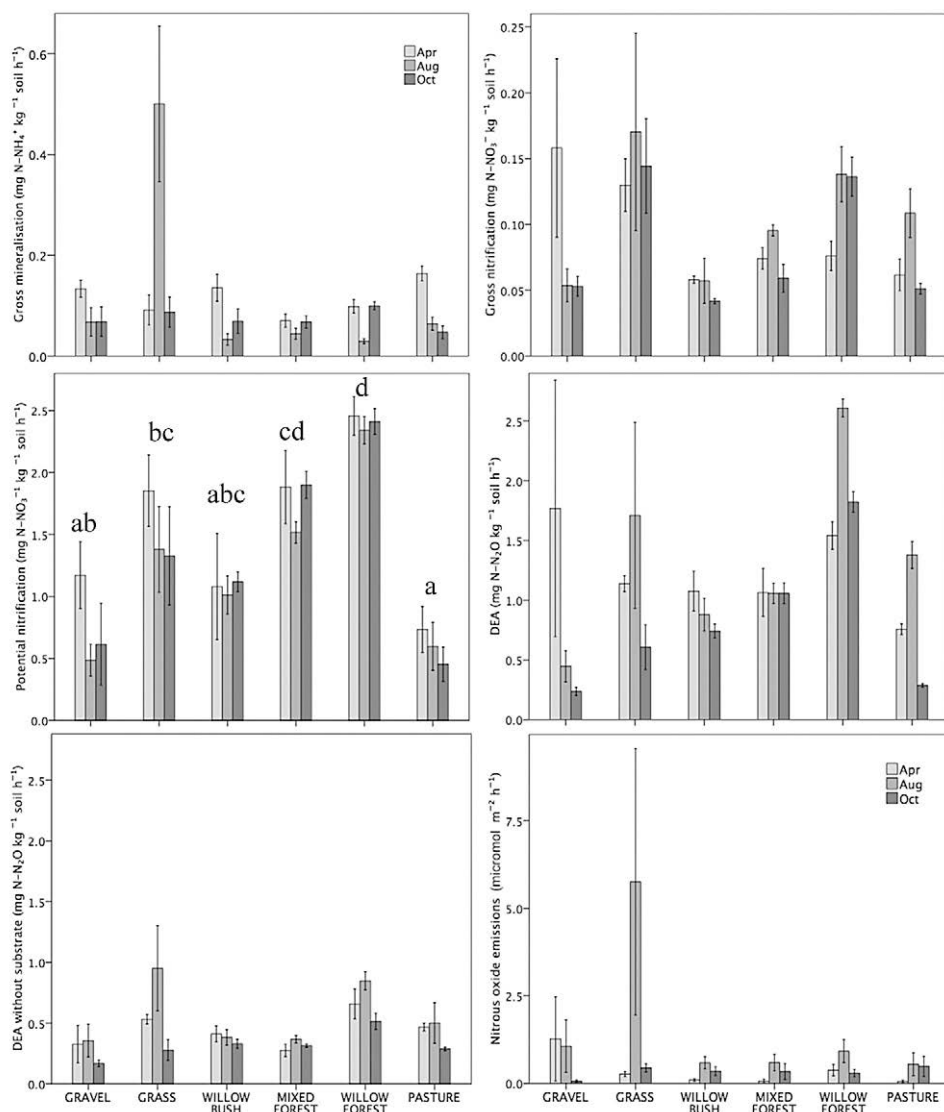 Gross mineralisation (mg N-NH₄⁺ kg⁻¹ soil h⁻¹)
0.6
0.4
0.2
0.0
Apr
Aug
Oct
Gross nitrification (mg N-NO₃⁻ kg⁻¹ soil h⁻¹)
0.25
0.20
0.15
0.10
0.05
0.00
Potential nitrification (mg N-NO₃⁻¹ kg⁻¹ soil h⁻¹)
2.5
2.0
1.5
1.0
0.5
0.0
ab
bc
abc
cd
d
a
DEA (mg N-N₂O kg⁻¹ soil h⁻¹)
2.5
2.0
1.5
1.0
0.5
0.0
DEA without substrate (mg N-N₂O kg⁻¹ soil h⁻¹)
2.5
2.0
1.5
1.0
0.5
0.0
GRAVEL GRASS WILLOW MIXED WILLOW PASTURE
BUSH FOREST FOREST
Nitrous oxide emissions (micromol m⁻² h⁻¹)
7.5
5.0
2.5
0.0
Apr
Aug
Oct
GRAVEL GRASS WILLOW MIXED WILLOW PASTURE
BUSH FOREST FOREST